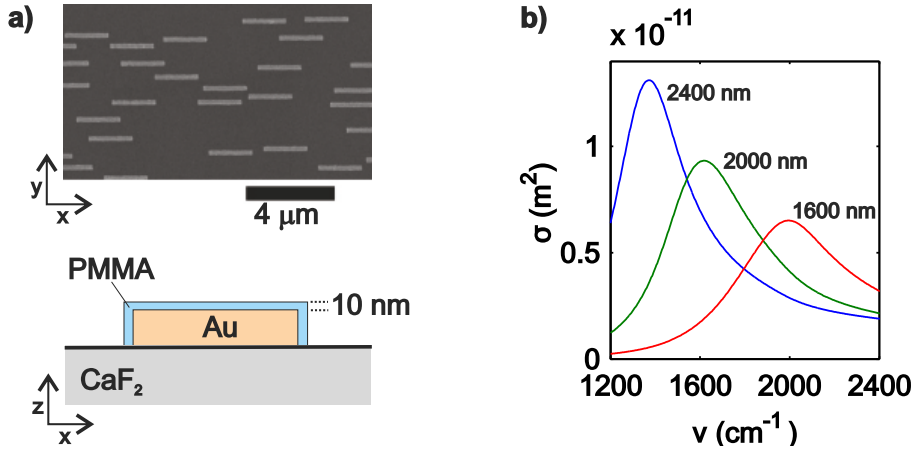 a)
y
x
4 μm
PMMA
10 nm
Au
CaF₂
z
x
b)
x 10⁻¹¹
2400 nm
2000 nm
1600 nm
1
0.5
0
σ (m²)
1200 1600 2000 2400
ν (cm⁻¹)